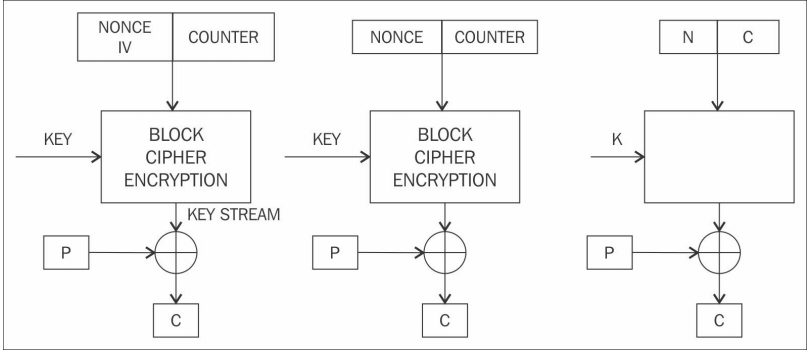 NONCE
IV
COUNTER
KEY
BLOCK
CIPHER
ENCRYPTION
KEY STREAM
P
C
NONCE
COUNTER
KEY
BLOCK
CIPHER
ENCRYPTION
P
C
N
C
K
P
C